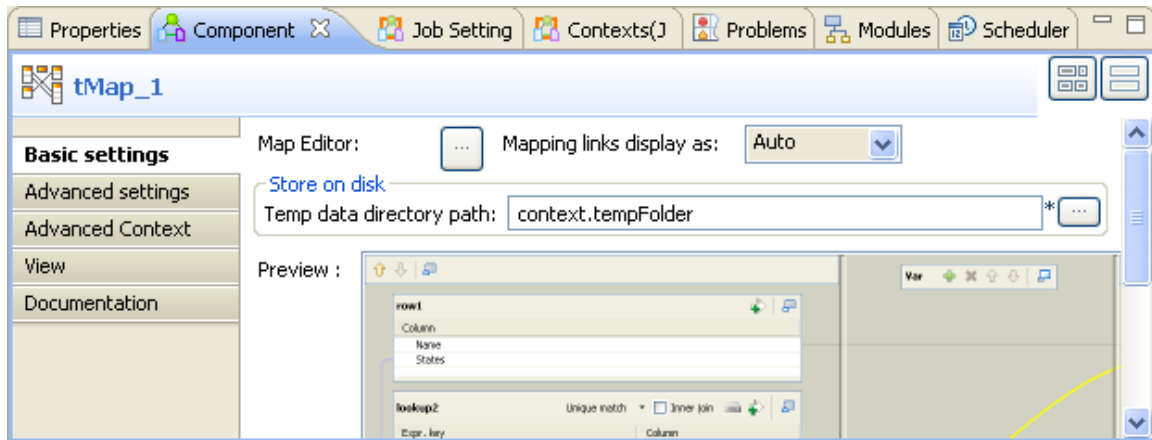 Properties Component Job Setting Contexts(J Problems Modules Scheduler
tMap_1
Basic settings
Advanced settings
Advanced Context
View
Documentation
Map Editor: ... Mapping links display as: Auto
Store on disk
Temp data directory path: context.tempFolder * ...
Preview :
row1
Column
Name
States
lookup2 Unique match Inner join
Expr. key Column
Var